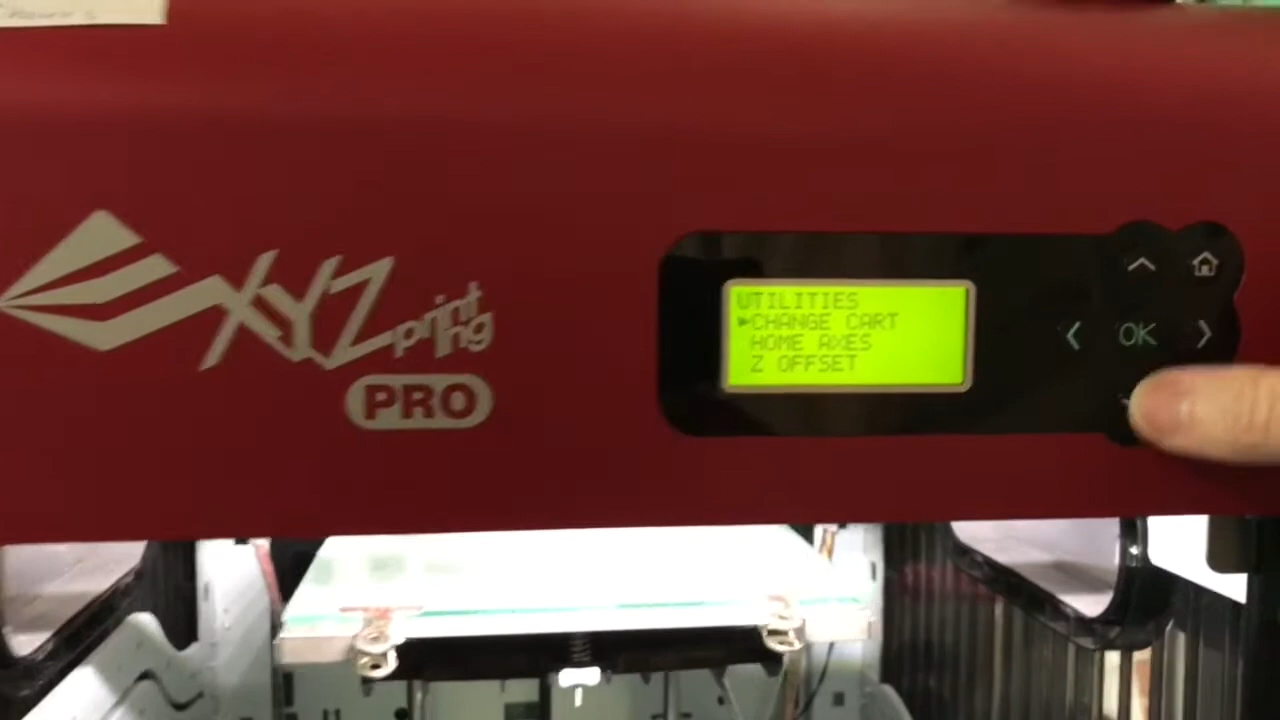 XYZprinting
PRO
UTILITIES
CHANGE CART
HOME AXES
Z OFFSET
OK